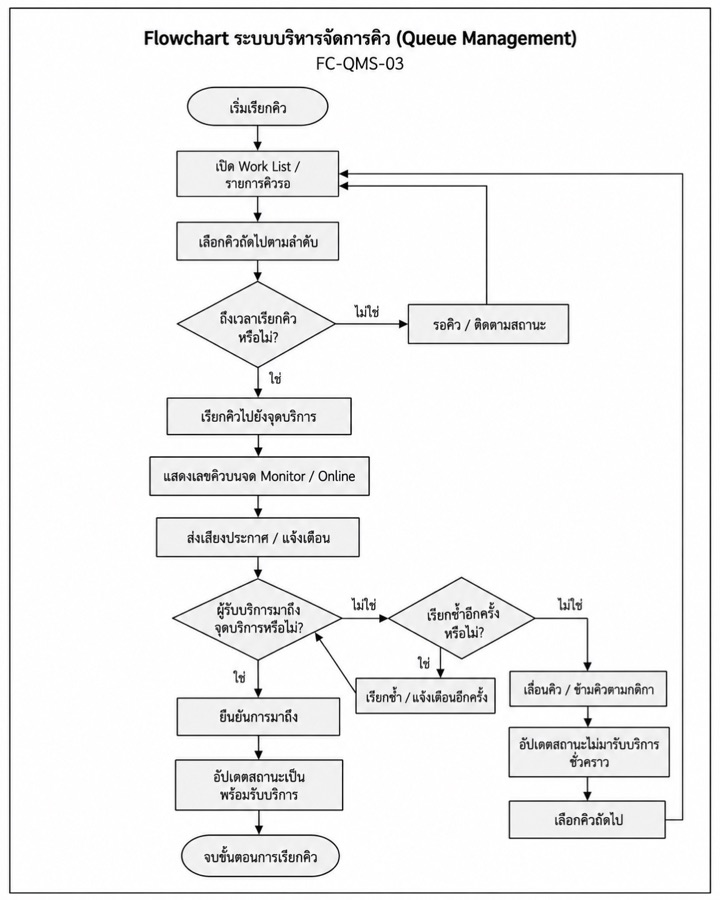 Flowchart ระบบบริหารจัดการคิว (Queue Management)
FC-QMS-03
เริ่มเรียกคิว
เปิด Work List /
รายการคิวรอ
เลือกคิวถัดไปตามลำดับ
ถึงเวลาเรียกคิว
หรือไม่?
ไม่ใช่
รอคิว / ติดตามสถานะ
ใช่
เรียกคิวไปยังจุดบริการ
แสดงเลขคิวบนจด Monitor / Online
ส่งเสียงประกาศ / แจ้งเตือน
ผู้รับบริการมาถึง
จุดบริการหรือไม่?
ไม่ใช่
เรียกซ้ำอีกครั้ง
หรือไม่?
ไม่ใช่
ใช่
เรียกซ้ำ / แจ้งเตือนอีกครั้ง
เลื่อนคิว / ข้ามคิวตามกติกา
อัปเดตสถานะไม่มารับบริการ
ชั่วคราว
เลือกคิวถัดไป
ใช่
ยืนยันการมาถึง
อัปเดตสถานะเป็น
พร้อมรับบริการ
จบขั้นตอนการเรียกคิว